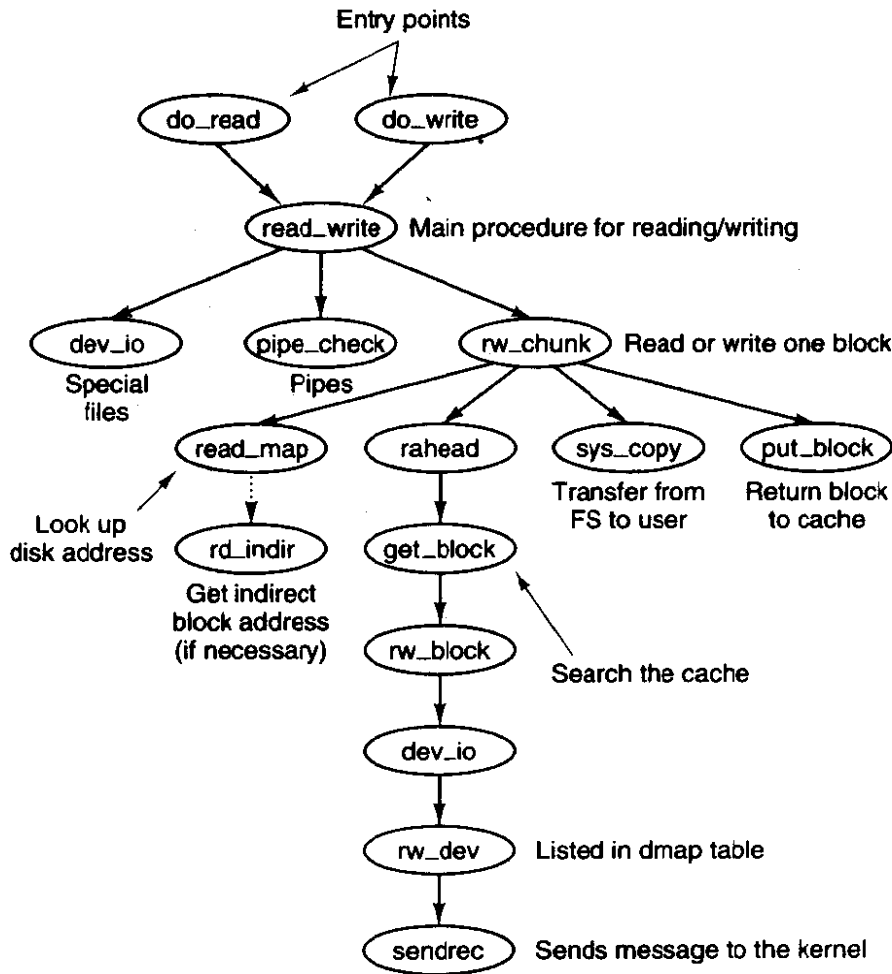 Entry points
do_read
do_write
read_write
Main procedure for reading/writing
dev_io
pipe_check
rw_chunk
Read or write one block
Special
files
Pipes
read_map
rahead
sys_copy
put_block
Transfer from
FS to user
Return block
to cache
Look up
disk address
rd_indir
get_block
Get indirect
block address
(if necessary)
rw_block
Search the cache
dev_io
rw_dev
Listed in dmap table
sendrec
Sends message to the kernel